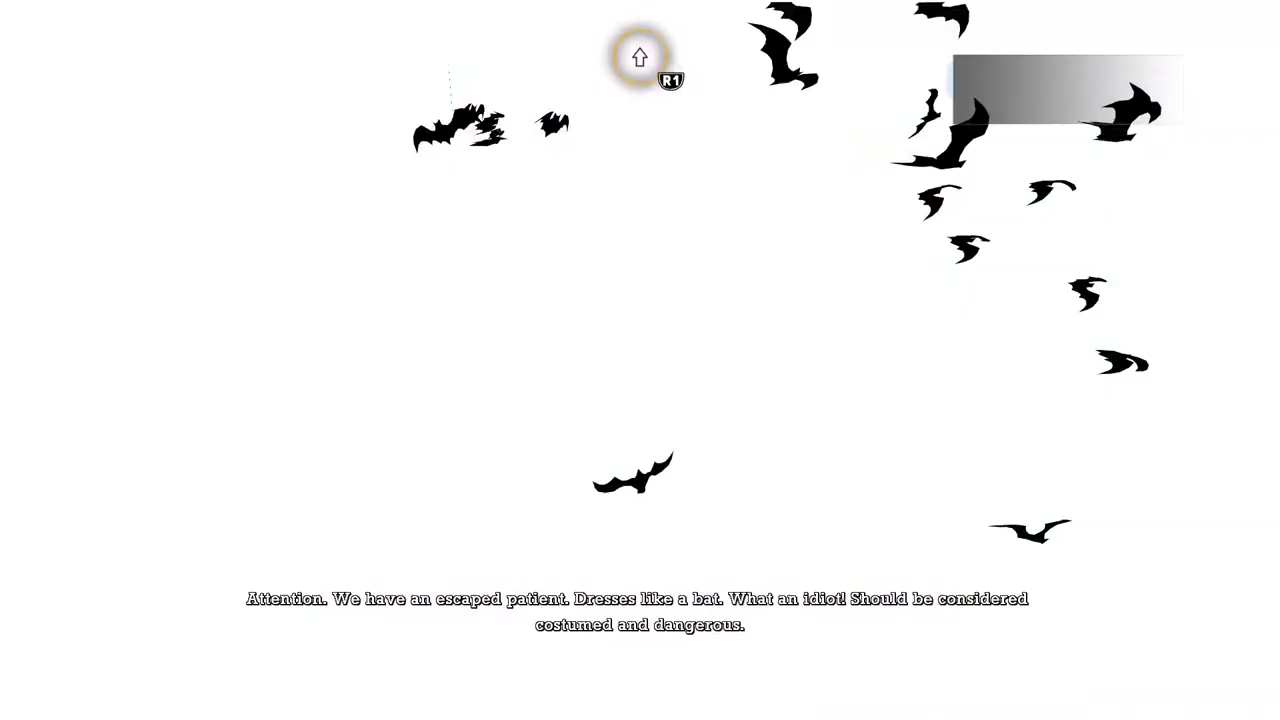 R1
Attention. We have an escaped patient. Dresses like a bat. What an idiot! Should be considered
costumed and dangerous.